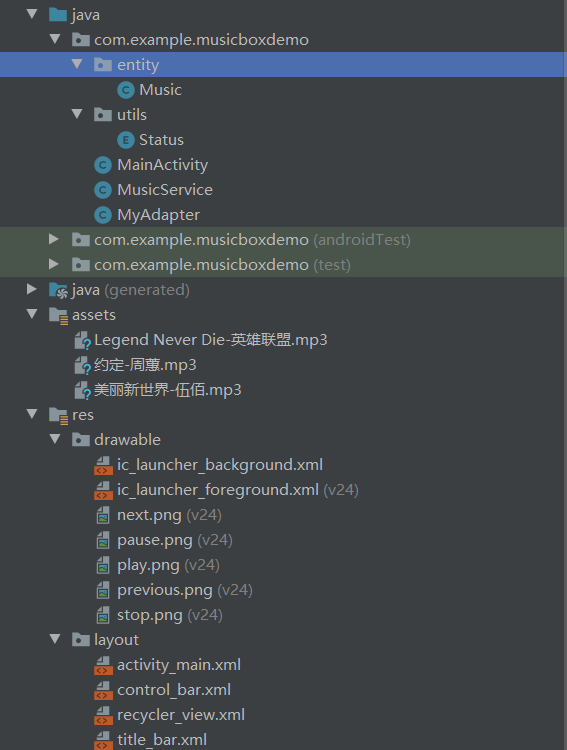 java
com.example.musicboxdemo
entity
Music
utils
Status
MainActivity
MusicService
MyAdapter
com.example.musicboxdemo (androidTest)
com.example.musicboxdemo (test)
java (generated)
assets
Legend Never Die-英雄联盟.mp3
约定-周蕙.mp3
美丽新世界-伍佰.mp3
res
drawable
ic_launcher_background.xml
ic_launcher_foreground.xml (v24)
next.png (v24)
pause.png (v24)
play.png (v24)
previous.png (v24)
stop.png (v24)
layout
activity_main.xml
control_bar.xml
recycler_view.xml
title_bar.xml